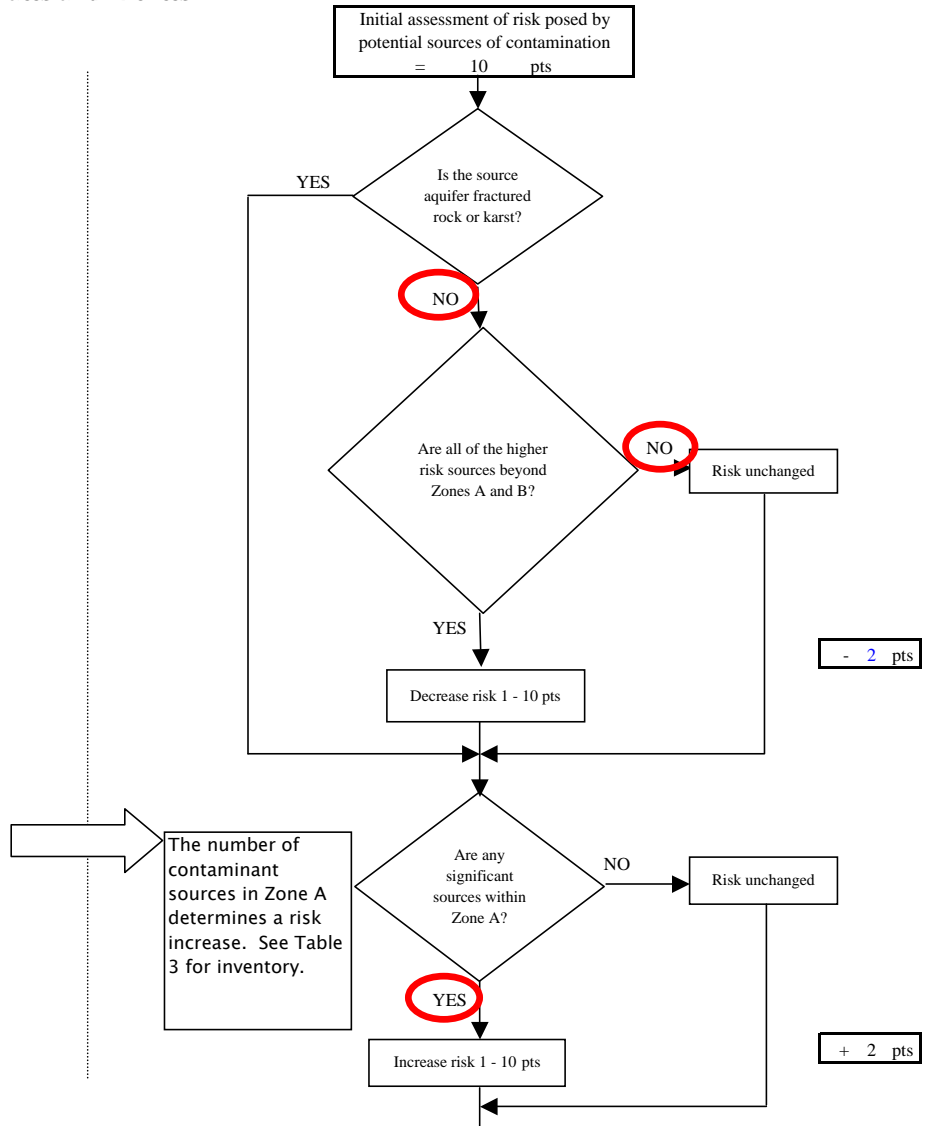 Initial assessment of risk posed by
potential sources of contamination
= 10 pts
YES
Is the source
aquifer fractured
rock or karst?
NO
Are all of the higher
risk sources beyond
Zones A and B?
NO
Risk unchanged
YES
- 2 pts
Decrease risk 1 - 10 pts
The number of
contaminant
sources in Zone A
determines a risk
increase. See Table
3 for inventory.
Are any
significant
sources within
Zone A?
NO
Risk unchanged
YES
+ 2 pts
Increase risk 1 - 10 pts